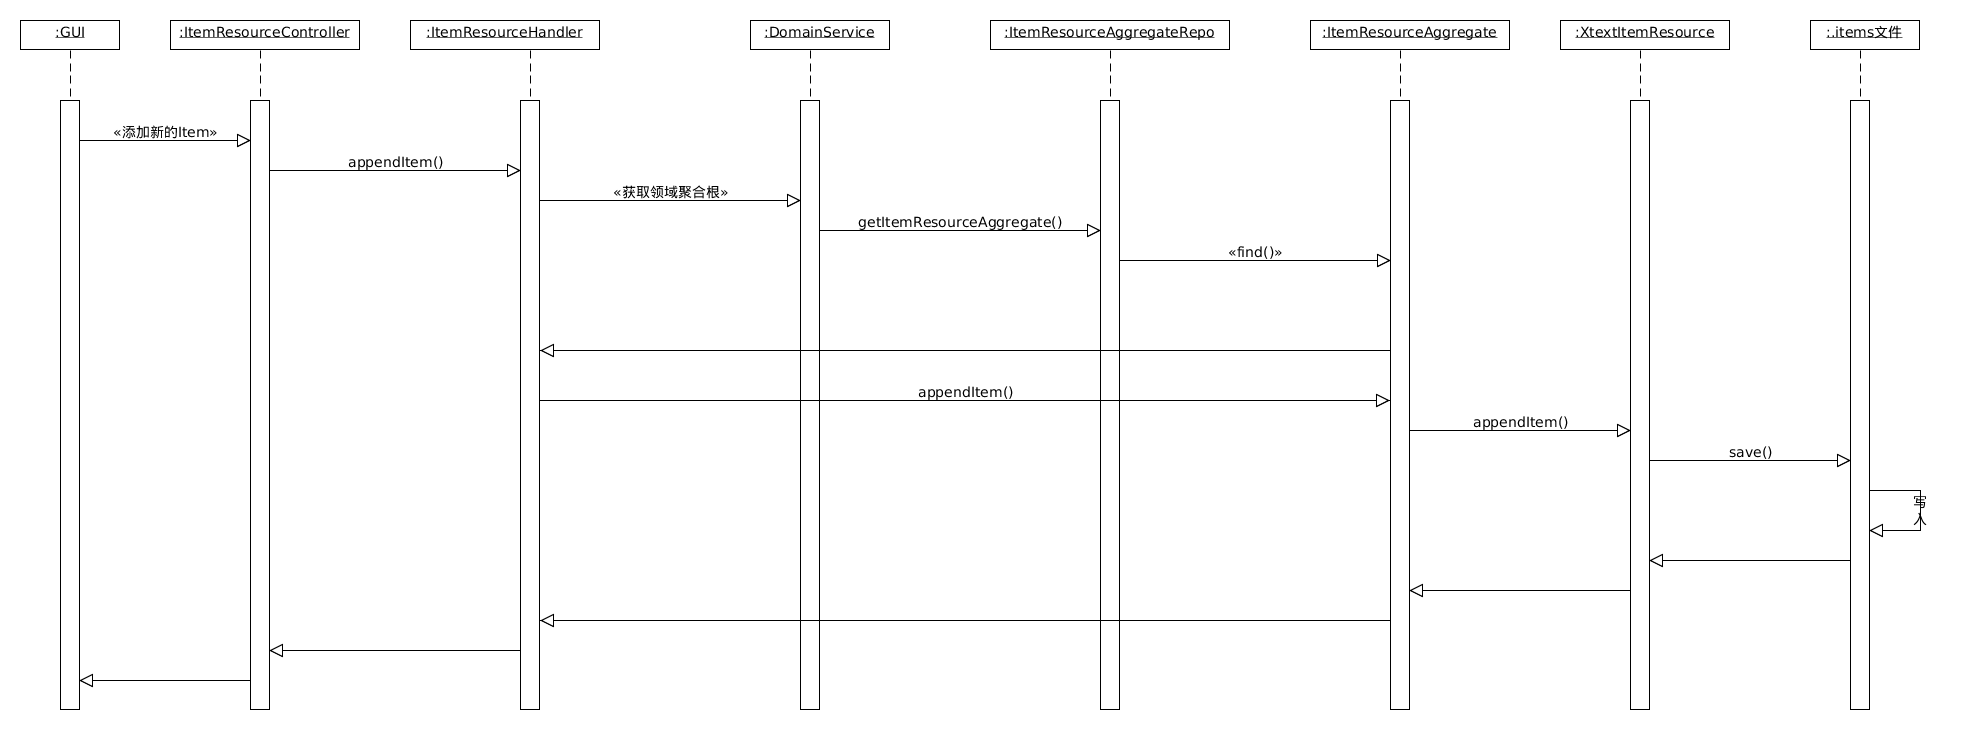 :GUI
:ItemResourceController
:ItemResourceHandler
:DomainService
:ItemResourceAggregateRepo
:ItemResourceAggregate
:XtextItemResource
:.items文件
«添加新的Item»
appendItem()
«获取领域聚合根»
getItemResourceAggregate()
«find()»
appendItem()
appendItem()
save()
写
入